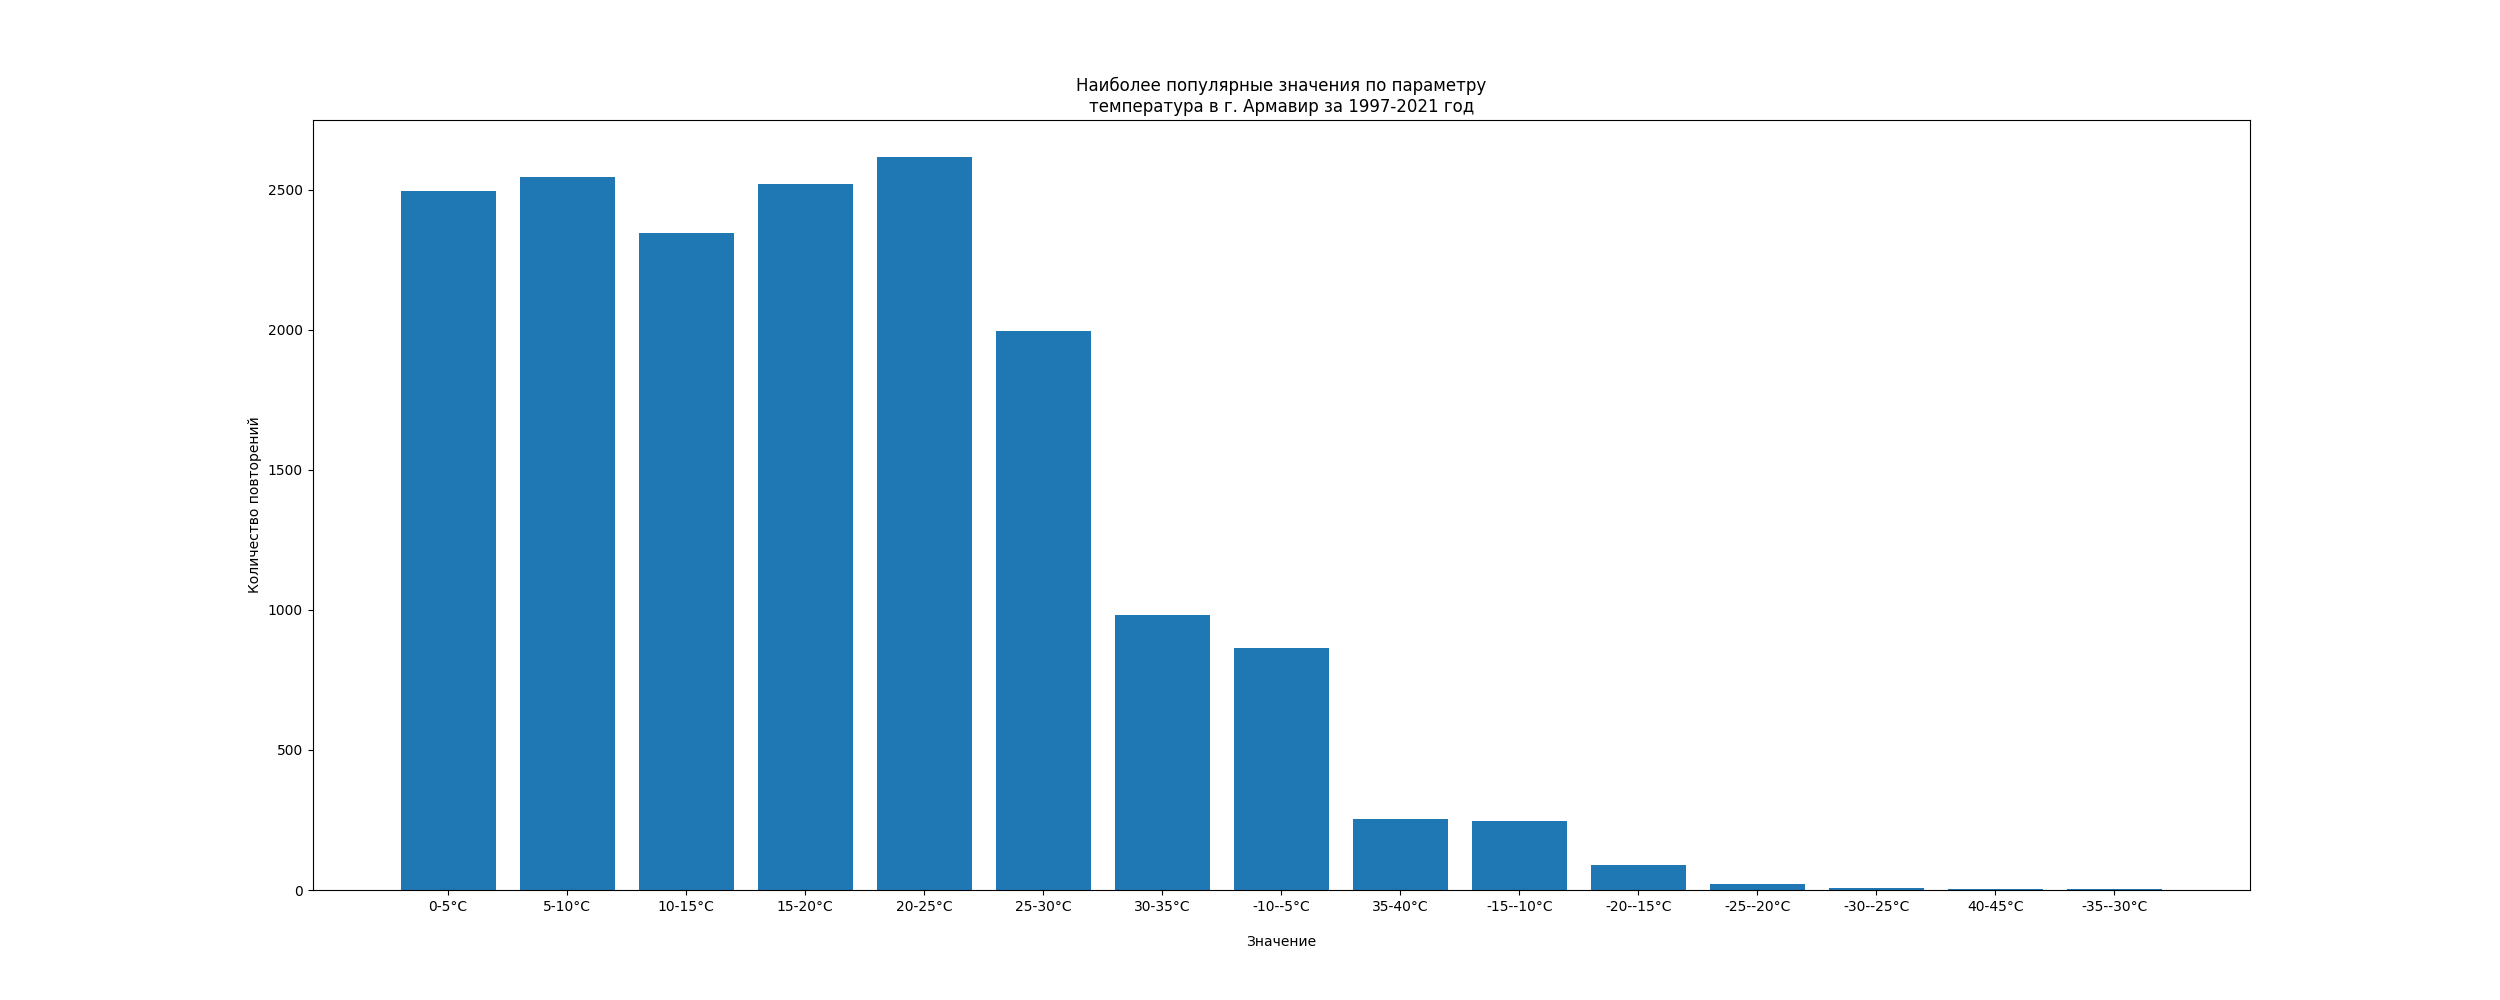 Наиболее популярные значения по параметру
температура в г. Армавир за 1997-2021 год
2500
2000
1500
1000
500
0
Количество повторений
0-5°C
5-10°C
10-15°C
15-20°C
20-25°C
25-30°C
30-35°C
-10--5°C
35-40°C
-15--10°C
-20--15°C
-25--20°C
-30--25°C
40-45°C
-35--30°C
Значение